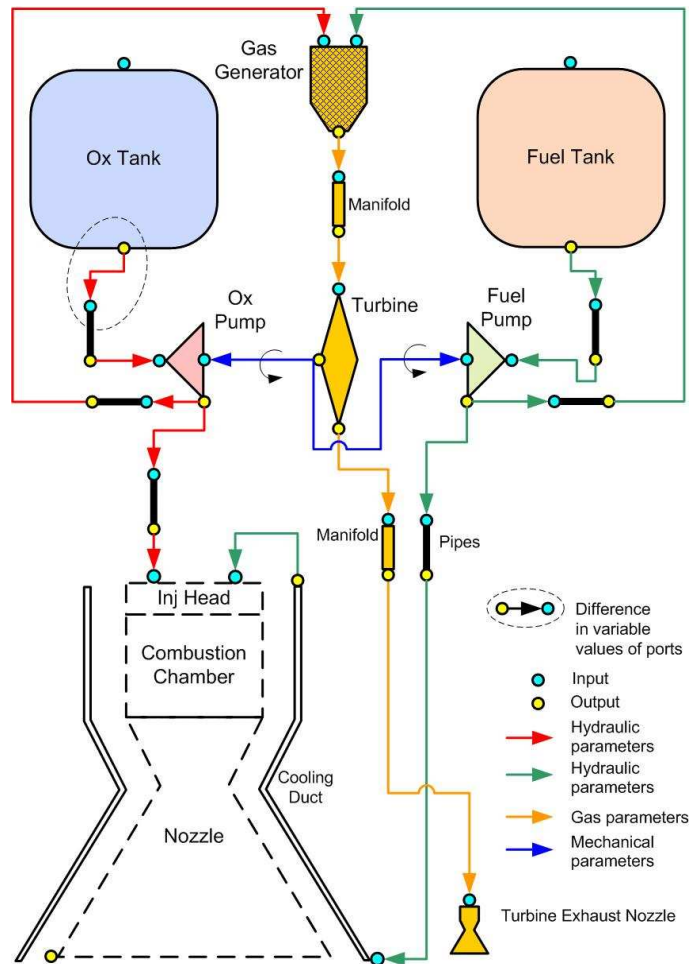 Gas
Generator
Ox Tank
Fuel Tank
Manifold
Ox
Pump
Turbine
Fuel
Pump
Manifold
Pipes
Inj Head
Combustion
Chamber
Cooling
Duct
Nozzle
Difference
in variable
values of ports
Input
Output
Hydraulic
parameters
Hydraulic
parameters
Gas parameters
Mechanical
parameters
Turbine Exhaust Nozzle